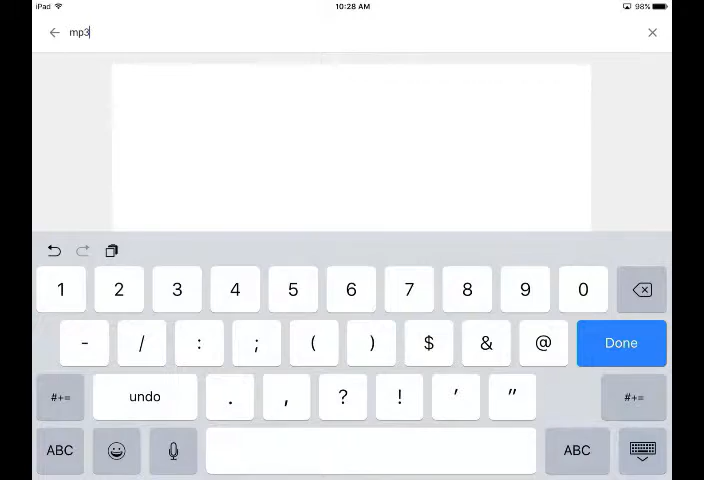 iPad 10:28 AM 98%
mp3
1 2 3 4 5 6 7 8 9 0
- / : ; ( ) $ & @ Done
#+= undo . , ? ! ' " #+=
ABC ABC